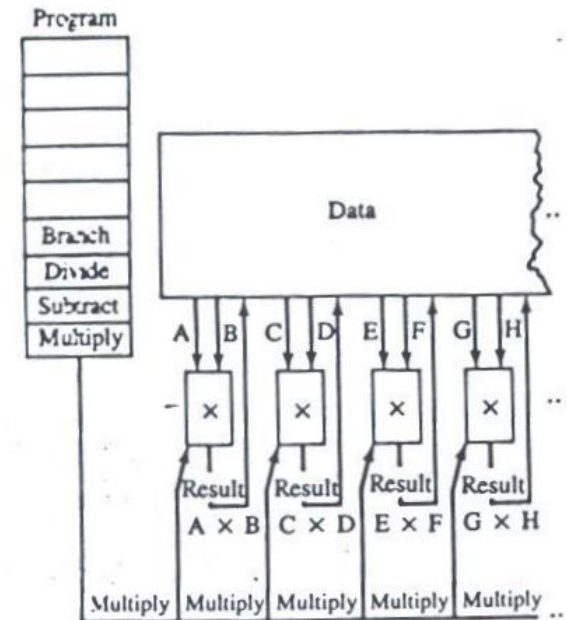 Program
Branch
Divide
Subtract
Multiply
Data
A B C D E F G H
× × × ×
Result Result Result Result
A × B C × D E × F G × H
Multiply Multiply Multiply Multiply Multiply